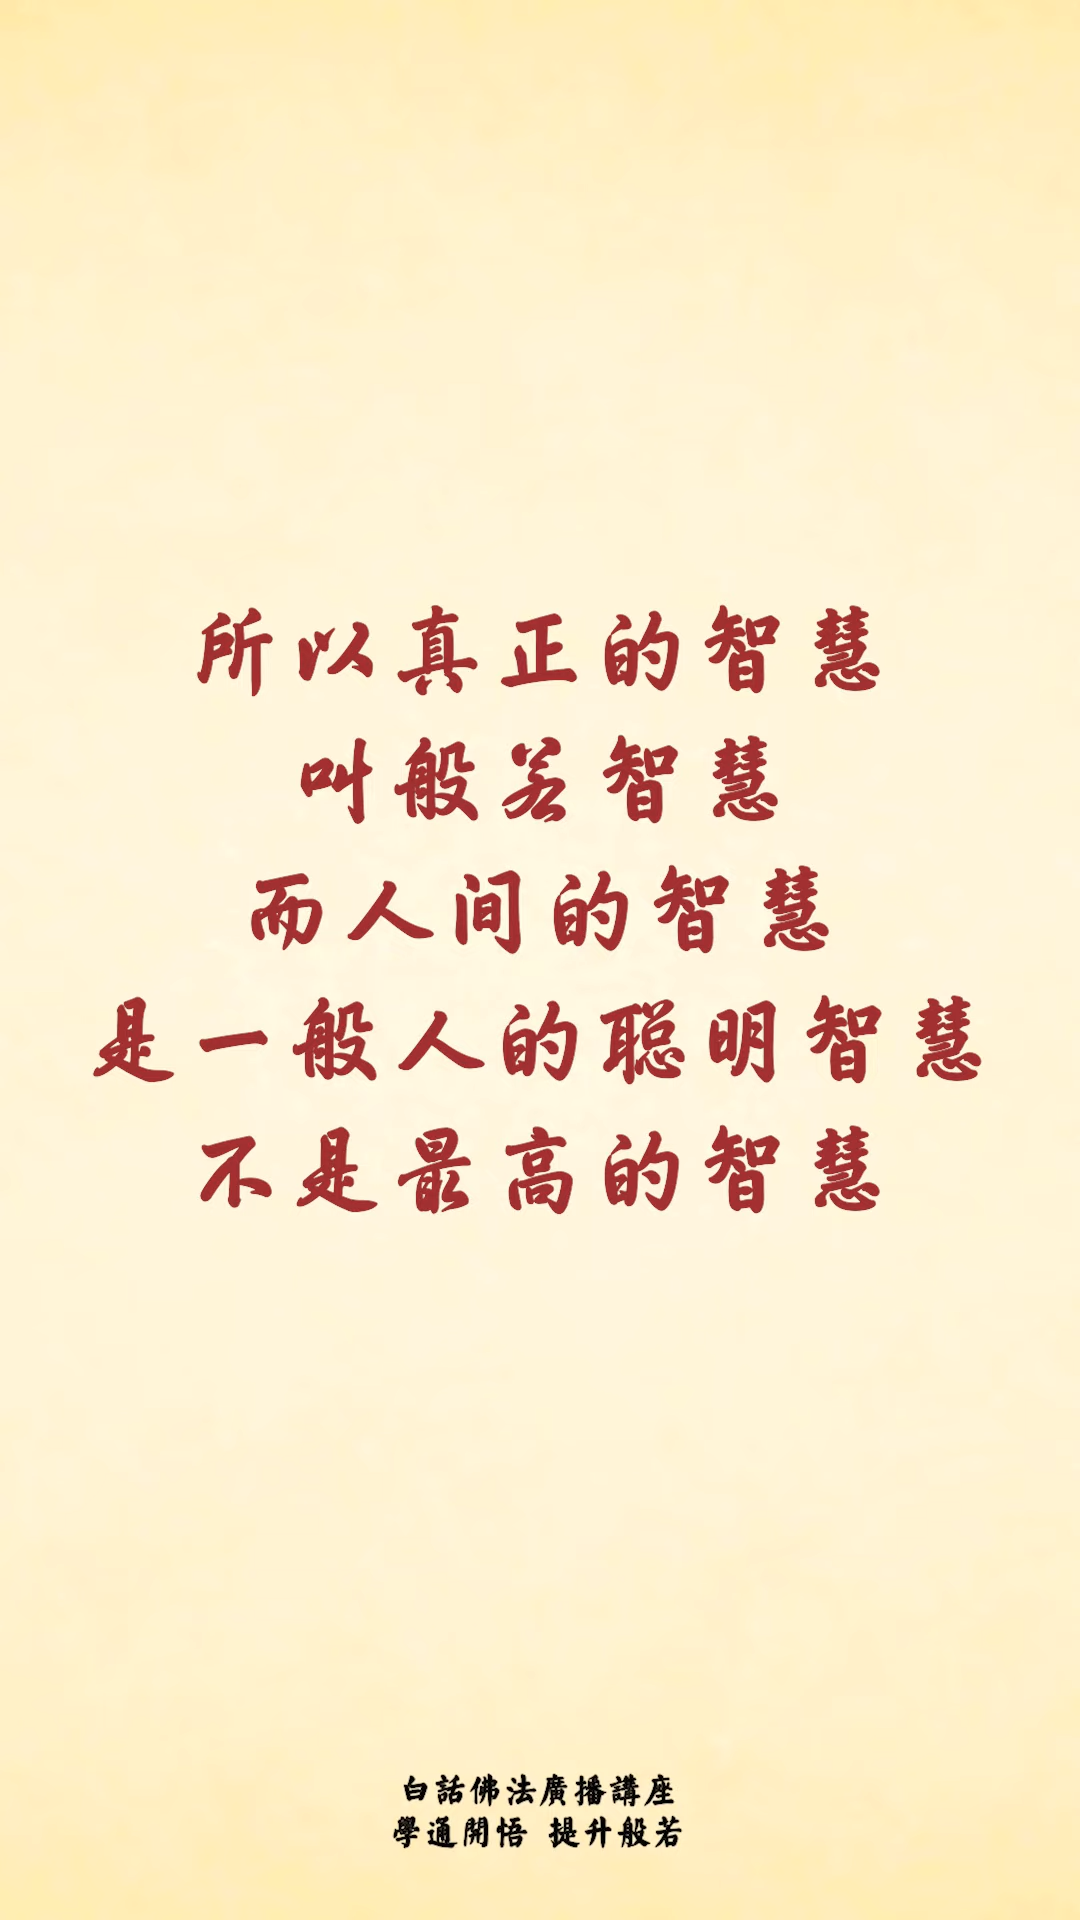 所以真正的智慧
叫般若智慧
而人间的智慧
是一般人的聪明智慧
不是最高的智慧
白話佛法廣播講座
學通開悟 提升般若